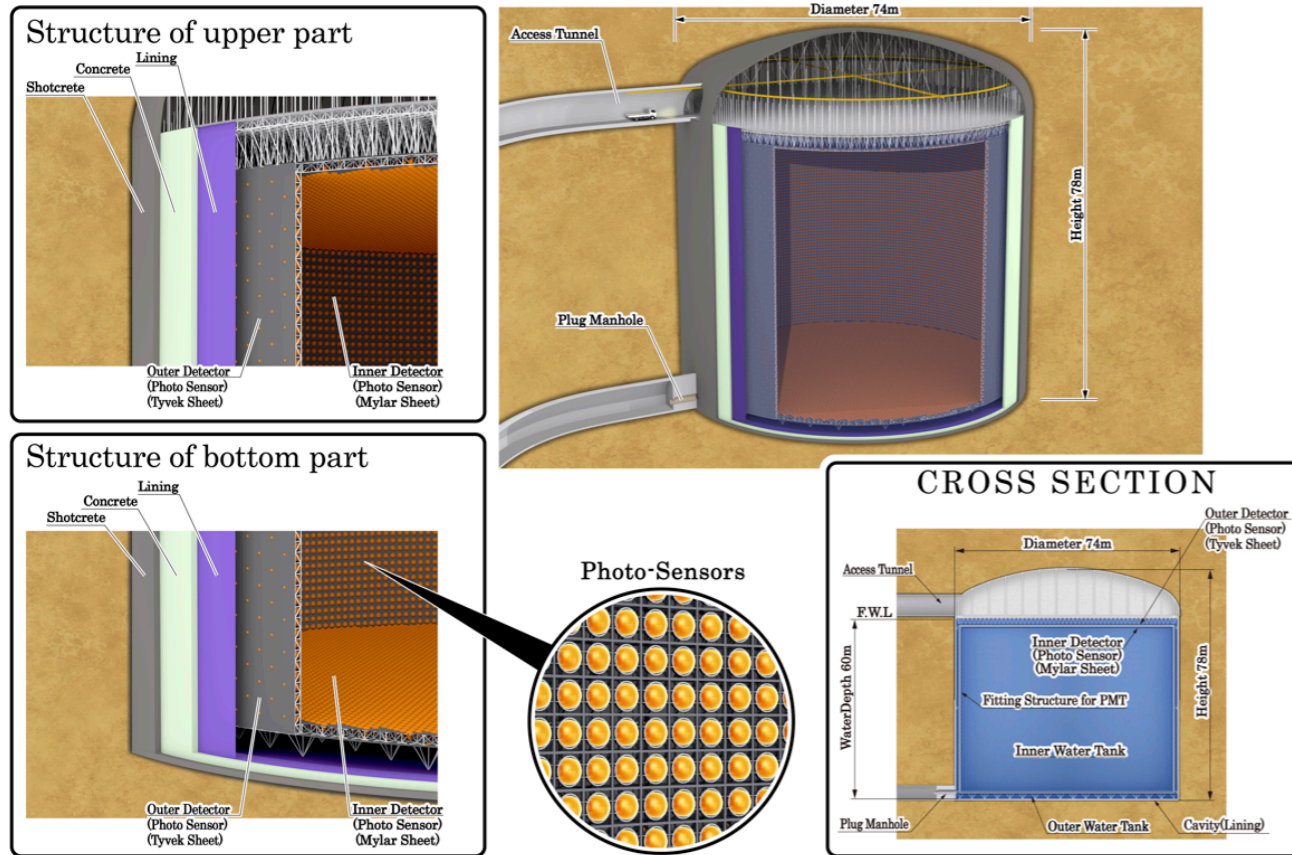 Structure of upper part
Lining
Concrete
Shotcrete
Outer Detector
(Photo Sensor)
(Tyvek Sheet)
Inner Detector
(Photo Sensor)
(Mylar Sheet)
Diameter 74m
Access Tunnel
Height 78m
Plug Manhole
Structure of bottom part
Lining
Concrete
Shotcrete
Outer Detector
(Photo Sensor)
(Tyvek Sheet)
Inner Detector
(Photo Sensor)
(Mylar Sheet)
Photo-Sensors
CROSS SECTION
Outer Detector
(Photo Sensor)
(Tyvek Sheet)
Diameter 74m
Access Tunnel
F.W.L
Inner Detector
(Photo Sensor)
(Mylar Sheet)
WaterDepth 60m
Height 78m
Fitting Structure for PMT
Inner Water Tank
Plug Manhole
Outer Water Tank
Cavity(Lining)